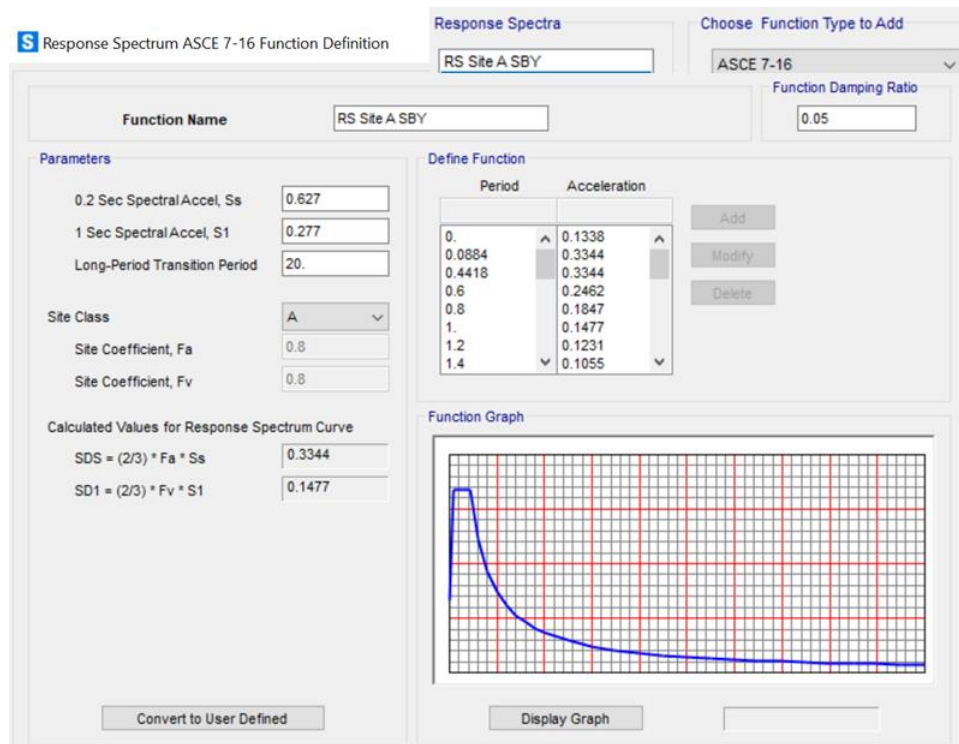 Response Spectra
Choose Function Type to Add
S Response Spectrum ASCE 7-16 Function Definition
RS Site A SBY
ASCE 7-16
Function Damping Ratio
Function Name
RS Site A SBY
0.05
Parameters
0.2 Sec Spectral Accel, Ss
0.627
1 Sec Spectral Accel, S1
0.277
Long-Period Transition Period
20.
Site Class
A
Site Coefficient, Fa
0.8
Site Coefficient, Fv
0.8
Calculated Values for Response Spectrum Curve
SDS = (2/3) * Fa * Ss
0.3344
SD1 = (2/3) * Fv * S1
0.1477
Convert to User Defined
Define Function
Period Acceleration
0. 0.1338
0.0884 0.3344
0.4418 0.3344
0.6 0.2462
0.8 0.1847
1. 0.1477
1.2 0.1231
1.4 0.1055
Add
Modify
Delete
Function Graph
Display Graph